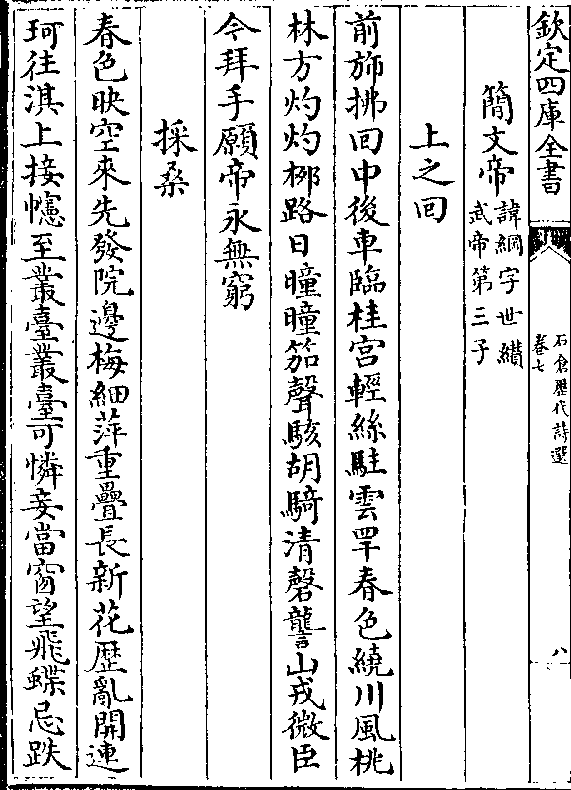 欽定四庫全書
石倉歷代詩選
卷七
八
簡文帝
諱綱字世纉
武帝第三子
上之回
前斾拂回中後車臨桂宫輕絲駐雲罕春色繞川風桃
林方灼灼栁路日曈曈笳聲駭胡騎清磬讋山戎微臣
今拜手願帝永無窮
採桑
春色映空來先發院邊梅細萍重疊長新花歴亂開連
珂往淇上接幰至叢臺叢臺可憐妾當窗望飛蝶忌跌